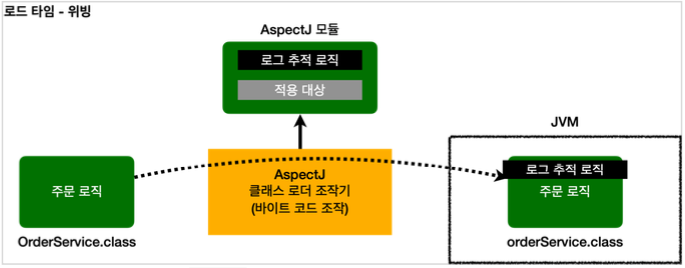 로드 타임 - 위빙
AspectJ 모듈
로그 추적 로직
적용 대상
JVM
주문 로직
AspectJ
클래스 로더 조작기
(바이트 코드 조작)
로그 추적 로직
주문 로직
OrderService.class
orderService.class